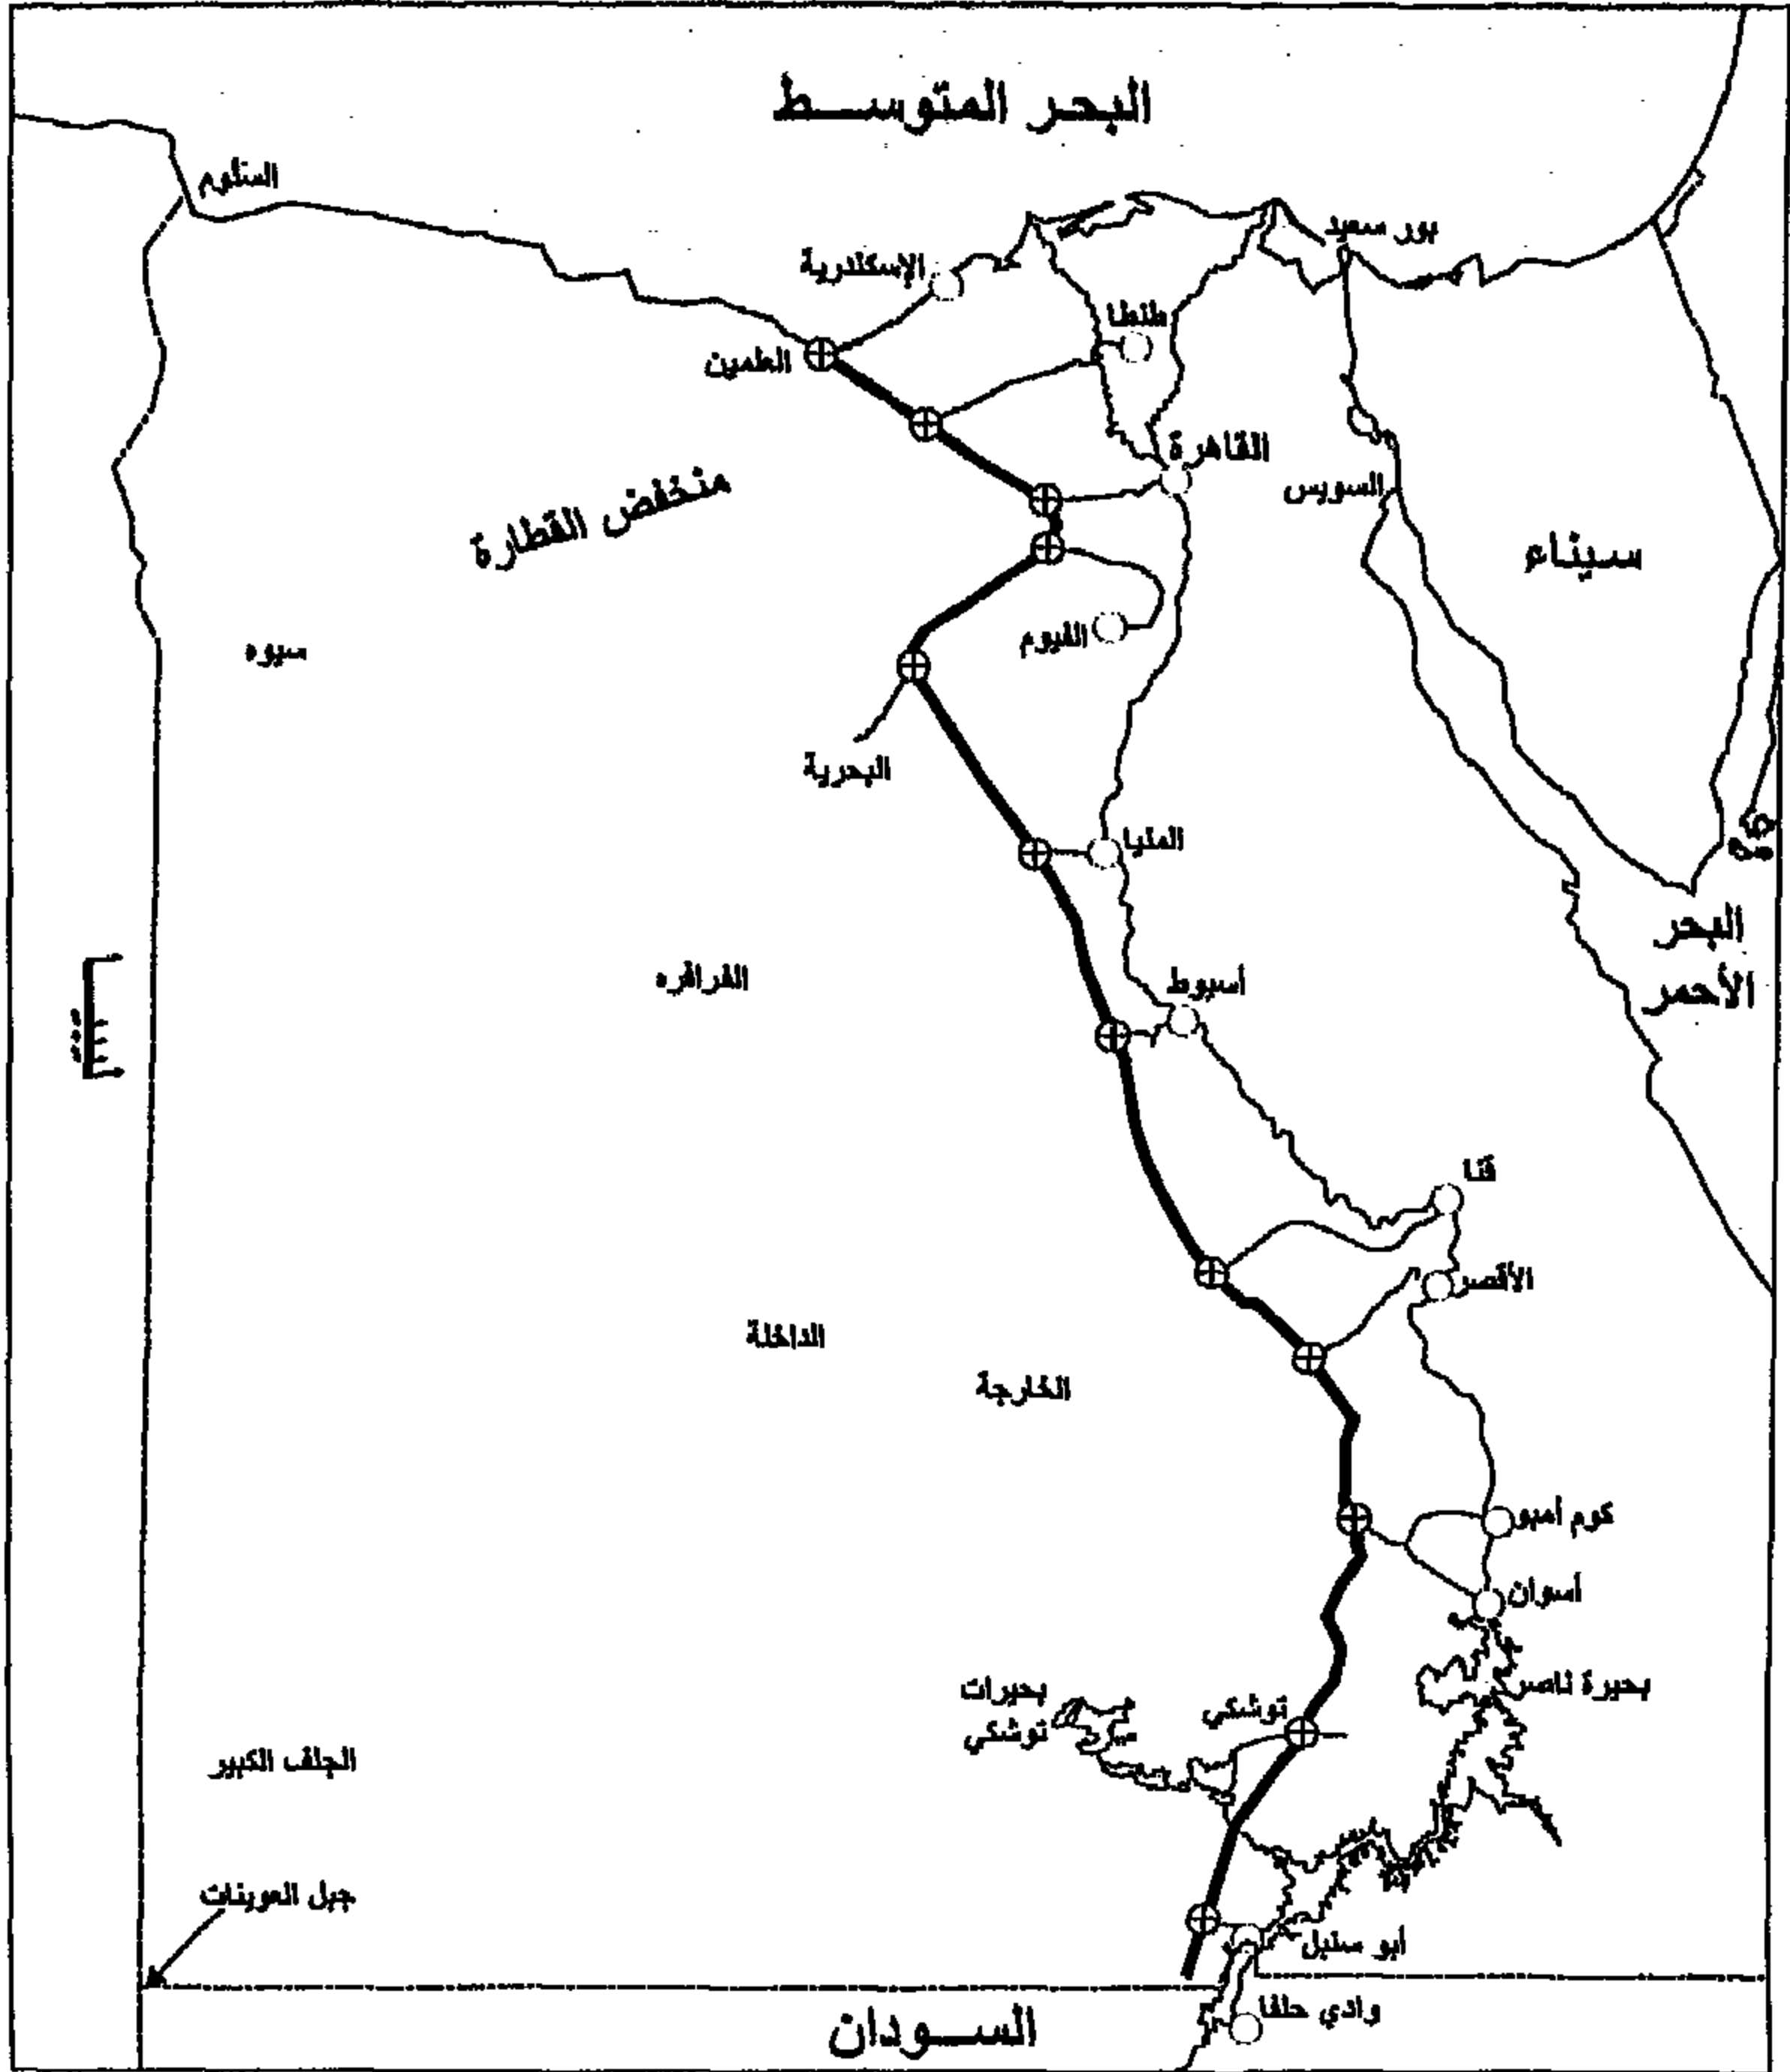 البحر المتوسط
السلوم
بور سعيد
الإسكندرية
طنطا
العلمين
القاهرة
السويس
منخفض القطارة
سيناء
سيوه
الفيوم
البحرية
المنيا
البحر
الأحمر
الفرافره
أسيوط
قنا
الأقصر
الداخلة
الخارجة
كوم أمبو
أسوان
بحيرة ناصر
بحيرات
توشكي
توشكي
الجلف الكبير
جبل العوينات
أبو سنبل
وادي حلفا
السودان